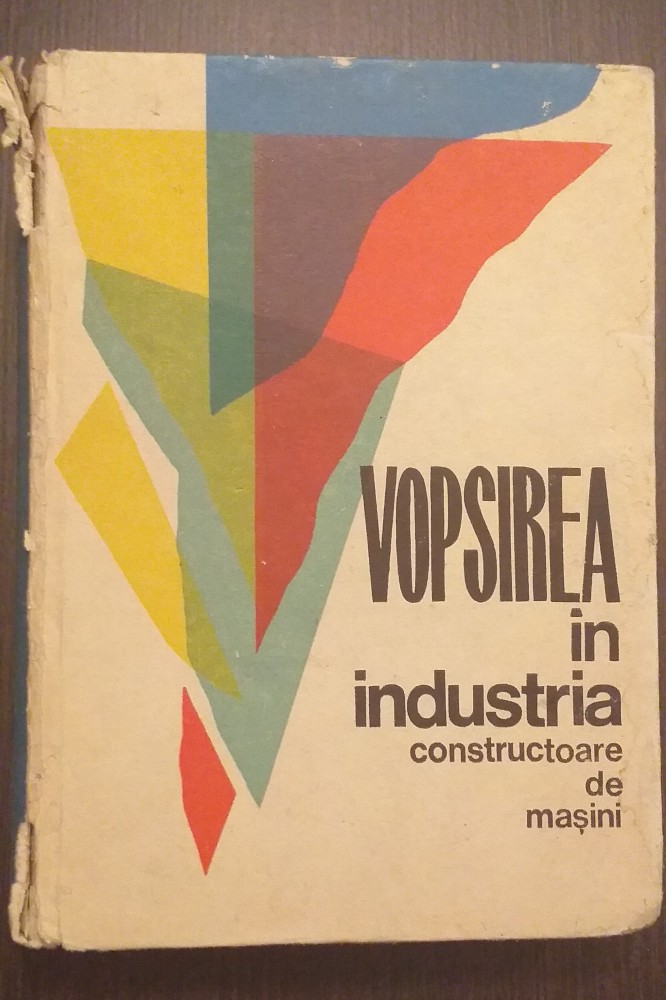 VOPSIREA
in
industria
constructoare
de
mașini